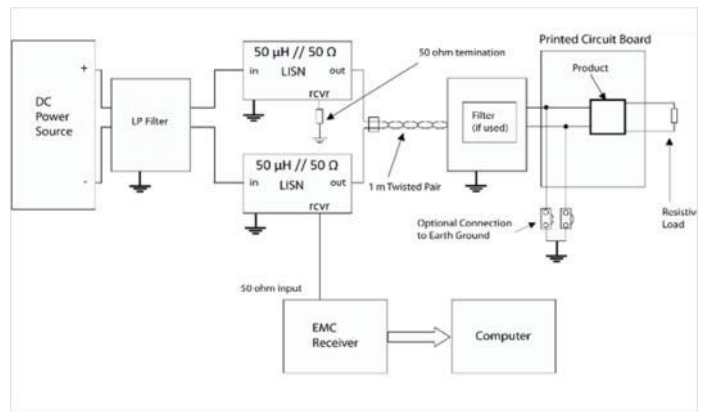 Printed Circuit Board
50 µH // 50 Ω
LISN
in
out
rcvr
50 ohm temination
Product
+
DC
Power
Source
-
LP Filter
Filter
(if used)
50 µH // 50 Ω
in
LISN
out
rcvr
1 m Twisted Pair
Optional Connection
to Earth Ground
Resistiv
Load
50 ohm input
EMC
Receiver
Computer